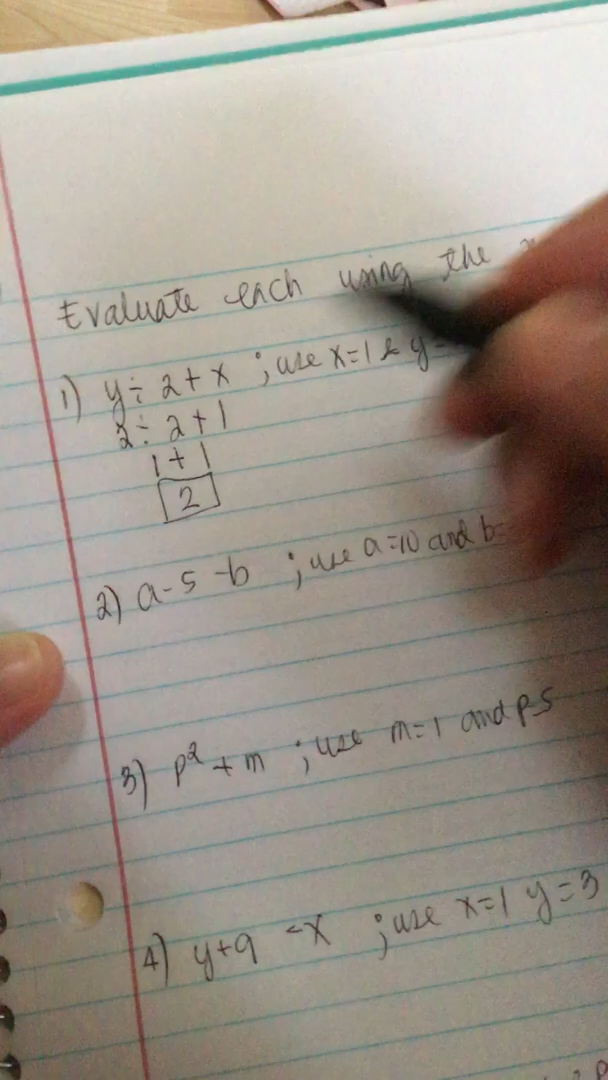 Evaluate each using the
1) y÷ 2 + x ; use x=1 & y=
2 ÷ 2 + 1
1 + 1
2
2) a - 5 - b ; use a=10 and b=
3) p² + m ; use m=1 and p=5
4) y+9 -x ; use x=1 y=3